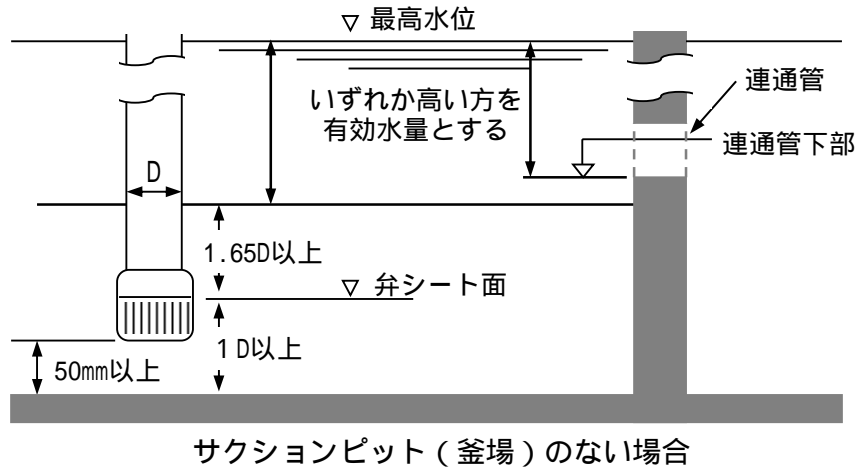 ▽ 最高水位
いずれか高い方を
有効水量とする
連通管
連通管下部
D
1.65D以上
▽ 弁シート面
1D以上
50mm以上
サクションピット（釜場）のない場合